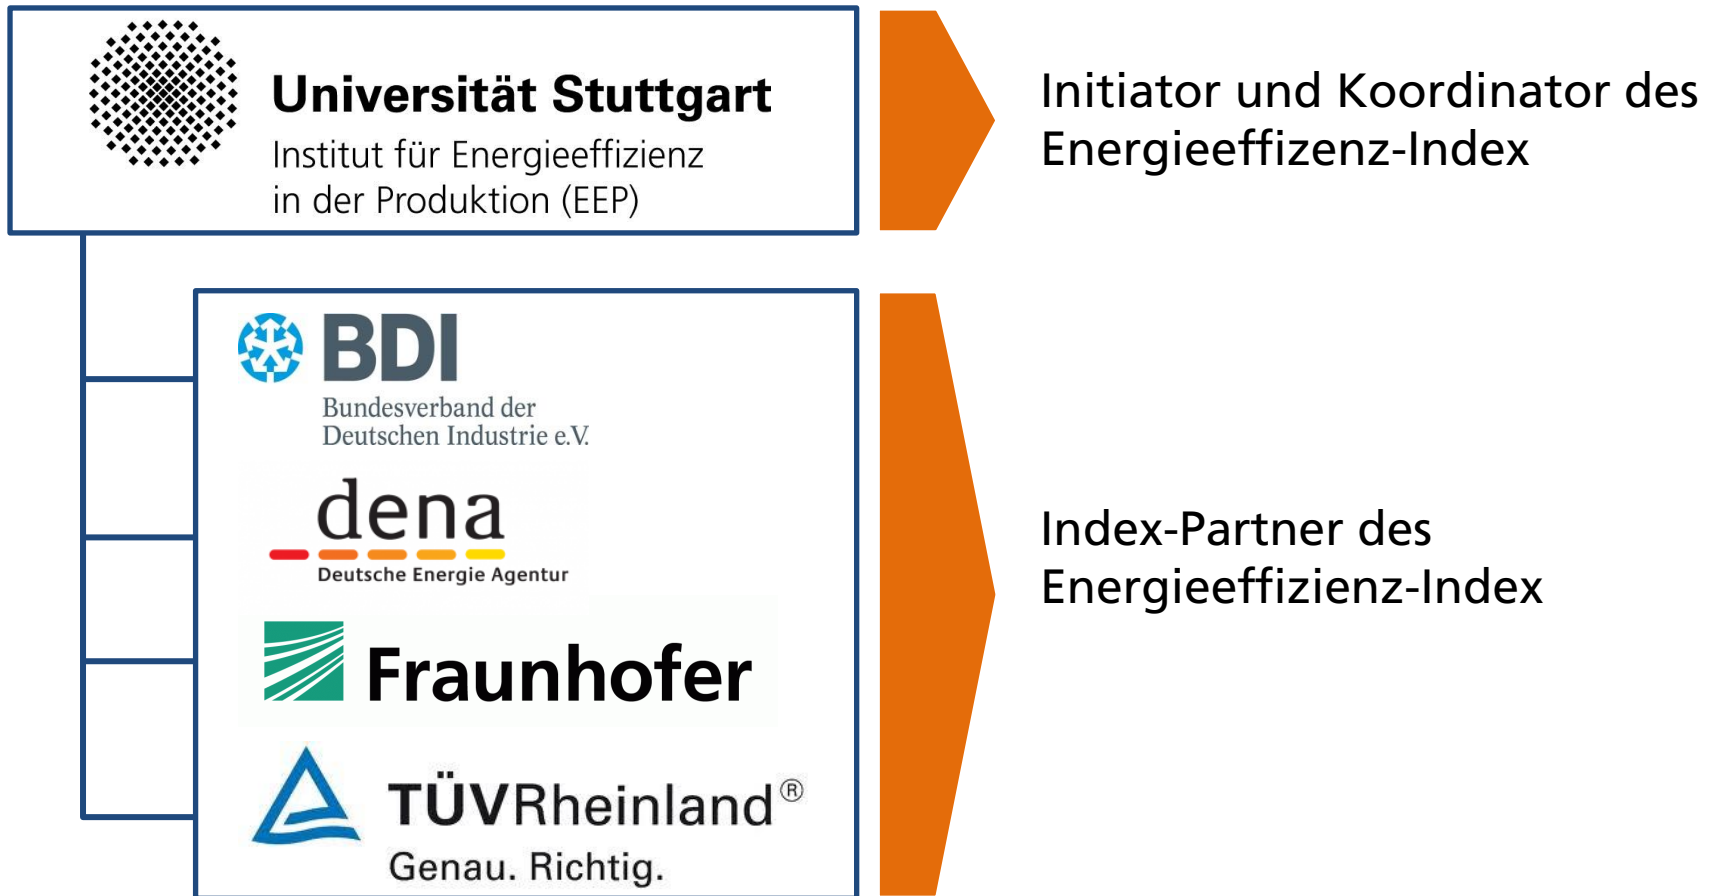 Universität Stuttgart
Institut für Energieeffizienz
in der Produktion (EEP)
Initiator und Koordinator des
Energieeffizenz-Index
BDI
Bundesverband der
Deutschen Industrie e.V.
dena
Deutsche Energie Agentur
Fraunhofer
TÜVRheinland®
Genau. Richtig.
Index-Partner des
Energieeffizienz-Index